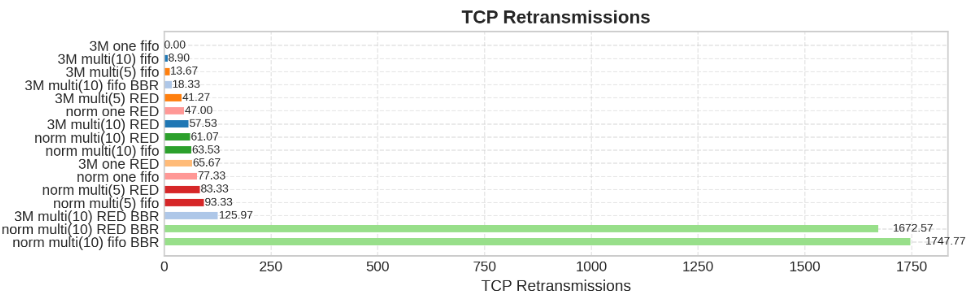 TCP Retransmissions
3M one fifo 0.00
3M multi(10) fifo 8.90
3M multi(5) fifo 13.67
3M multi(10) fifo BBR 18.33
3M multi(5) RED 41.27
norm one RED 47.00
3M multi(10) RED 57.53
norm multi(10) RED 61.07
norm multi(10) fifo 63.53
3M one RED 65.67
norm one fifo 77.33
norm multi(5) RED 83.33
norm multi(5) fifo 93.33
3M multi(10) RED BBR 125.97
norm multi(10) RED BBR 1672.57
norm multi(10) fifo BBR 1747.77
0 250 500 750 1000 1250 1500 1750
TCP Retransmissions